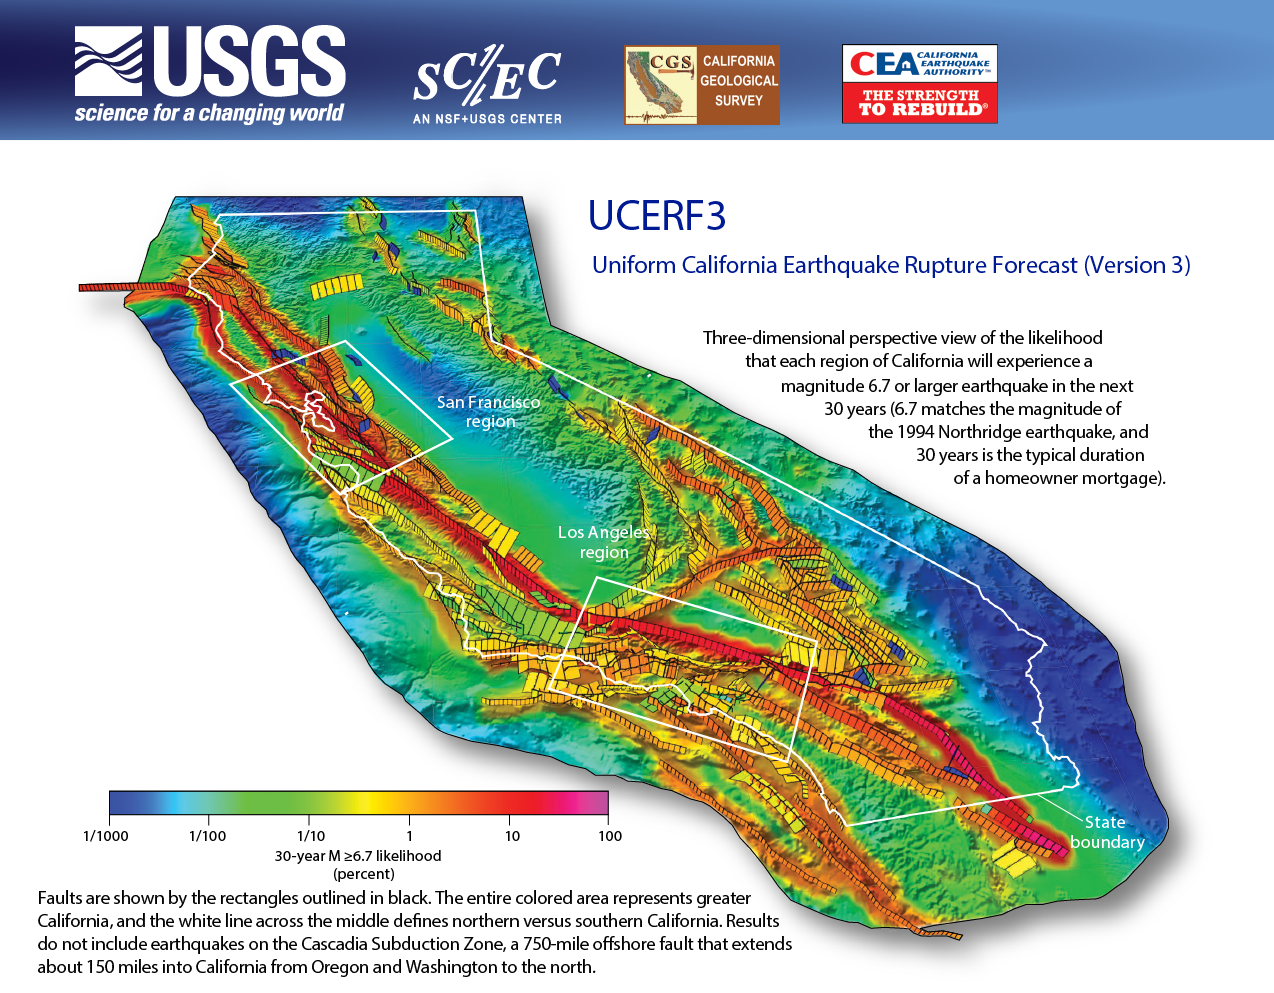 USGS
science for a changing world
SC/EC
AN NSF+USGS CENTER
CGS
CALIFORNIA
GEOLOGICAL
SURVEY
CEA CALIFORNIA
EARTHQUAKE
AUTHORITY™
THE STRENGTH
TO REBUILD®
UCERF3
Uniform California Earthquake Rupture Forecast (Version 3)
Three-dimensional perspective view of the likelihood
that each region of California will experience a
magnitude 6.7 or larger earthquake in the next
30 years (6.7 matches the magnitude of
the 1994 Northridge earthquake, and
30 years is the typical duration
of a homeowner mortgage).
San Francisco
region
Los Angeles
region
State
boundary
1/1000 1/100 1/10 1 10 100
30-year M ≥6.7 likelihood
(percent)
Faults are shown by the rectangles outlined in black. The entire colored area represents greater
California, and the white line across the middle defines northern versus southern California. Results
do not include earthquakes on the Cascadia Subduction Zone, a 750-mile offshore fault that extends
about 150 miles into California from Oregon and Washington to the north.